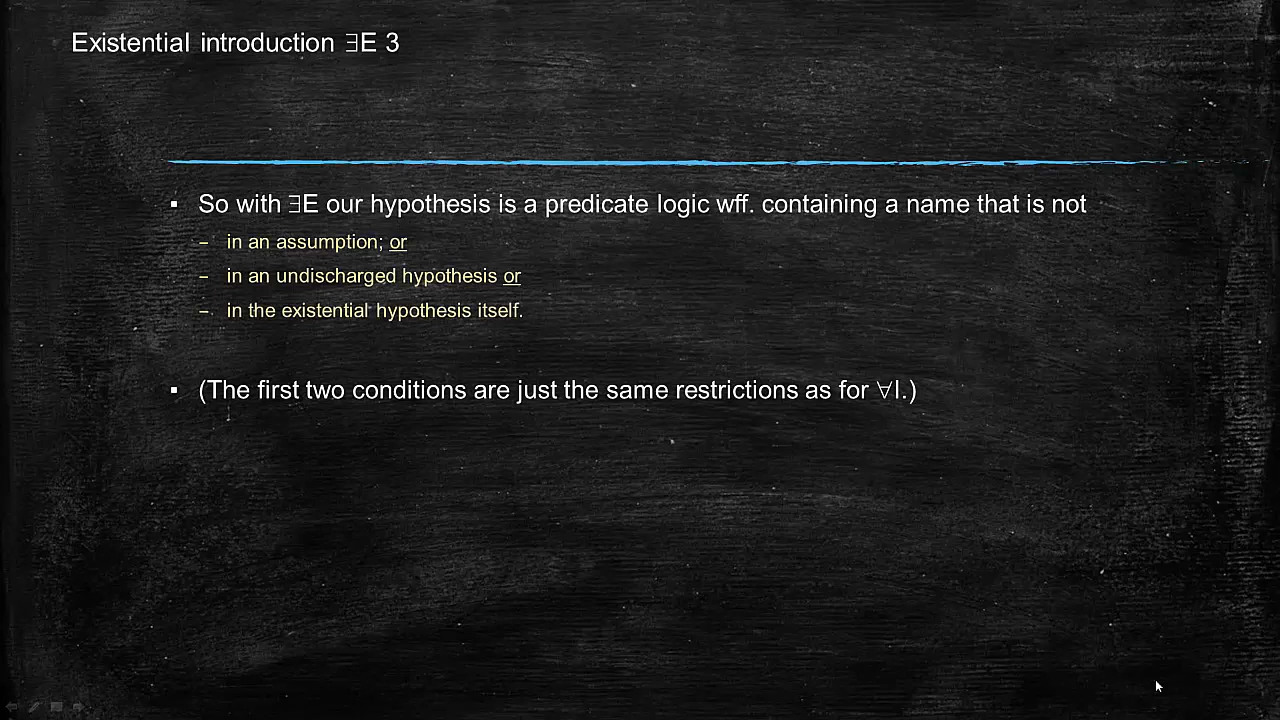 Existential introduction ∃E 3
▪ So with ∃E our hypothesis is a predicate logic wff. containing a name that is not
– in an assumption; or
– in an undischarged hypothesis or
– in the existential hypothesis itself.
▪ (The first two conditions are just the same restrictions as for ∀I.)